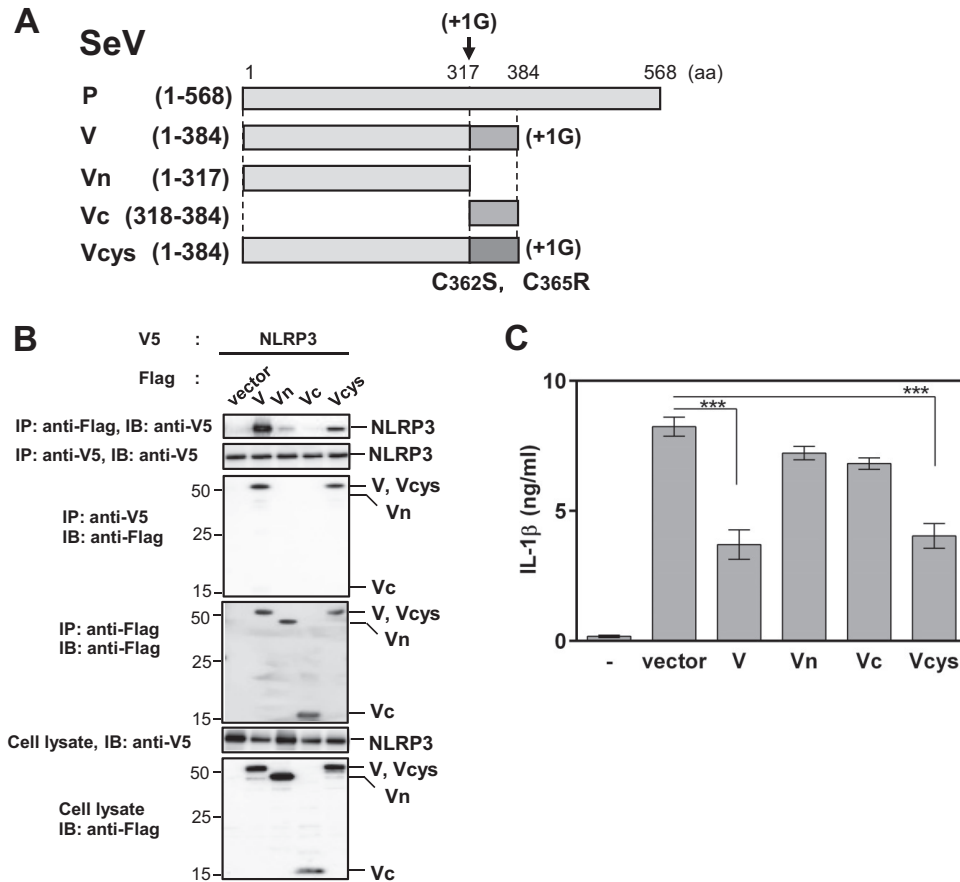 A
SeV
(+1G)
1 317 384 568 (aa)
P (1-568)
V (1-384) (+1G)
Vn (1-317)
Vc (318-384)
Vcys (1-384) (+1G)
C362S, C365R
B
V5 : NLRP3
Flag : vector V Vn Vc Vcys
IP: anti-Flag, IB: anti-V5 NLRP3
IP: anti-V5, IB: anti-V5 NLRP3
50 V, Vcys
Vn
IP: anti-V5
IB: anti-Flag
25
15 Vc
50 V, Vcys
Vn
IP: anti-Flag
IB: anti-Flag
25
15 Vc
Cell lysate, IB: anti-V5 NLRP3
50 V, Vcys
Vn
Cell lysate
IB: anti-Flag
25
15 Vc
C
IL-1β (ng/ml)
10
5
0
*** ***
- vector V Vn Vc Vcys